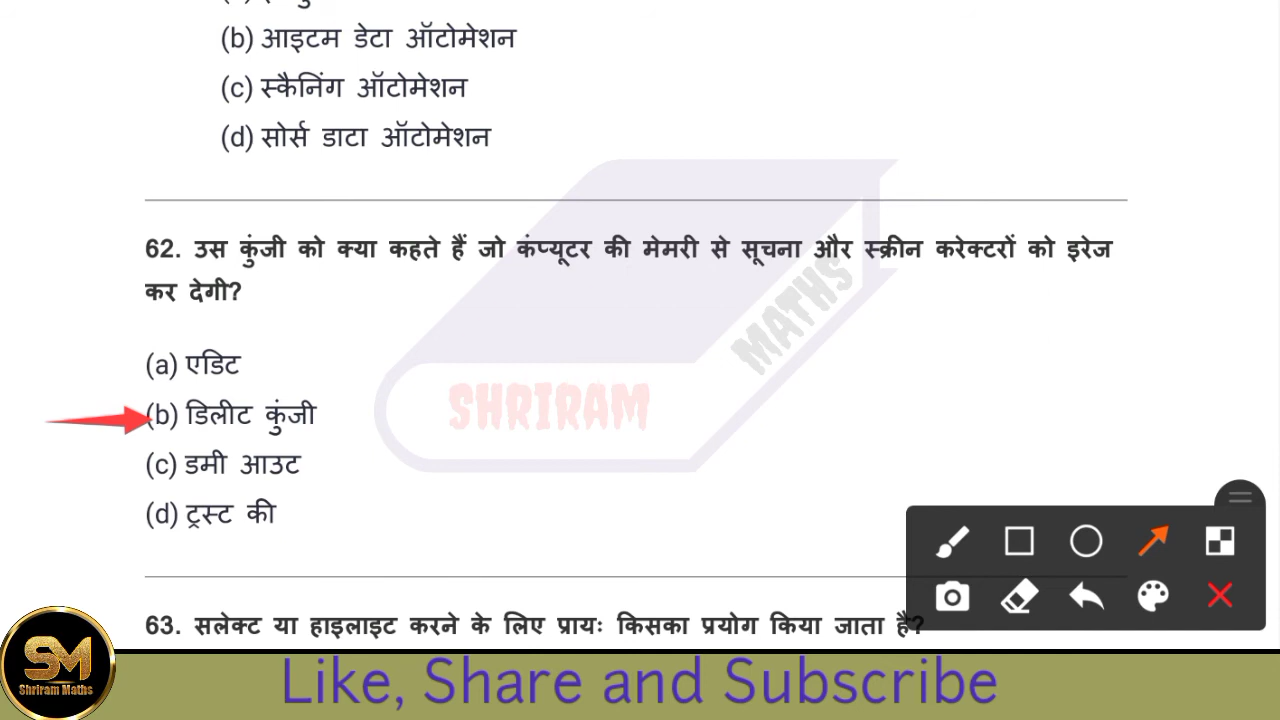 (b) आइटम डेटा ऑटोमेशन
(c) स्कैनिंग ऑटोमेशन
(d) सोर्स डाटा ऑटोमेशन
62. उस कुंजी को क्या कहते हैं जो कंप्यूटर की मेमरी से सूचना और स्क्रीन करेक्टरों को इरेज
कर देगी?
MATHS
(a) एडिट
SHRIRAM
(b) डिलीट कुंजी
(c) डमी आउट
(d) ट्रस्ट की
63. सलेक्ट या हाइलाइट करने के लिए प्रायः किसका प्रयोग किया जाता है?
SM
Shriram Maths
Like, Share and Subscribe